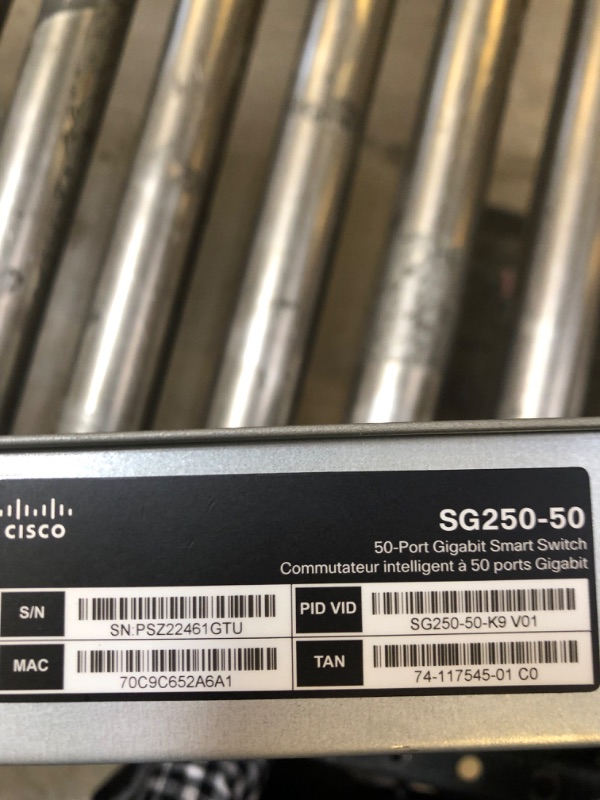 CISCO
SG250-50
50-Port Gigabit Smart Switch
Commutateur intelligent à 50 ports Gigabit
S/N
SN:PSZ22461GTU
PID VID
SG250-50-K9 V01
MAC
70C9C652A6A1
TAN
74-117545-01 C0